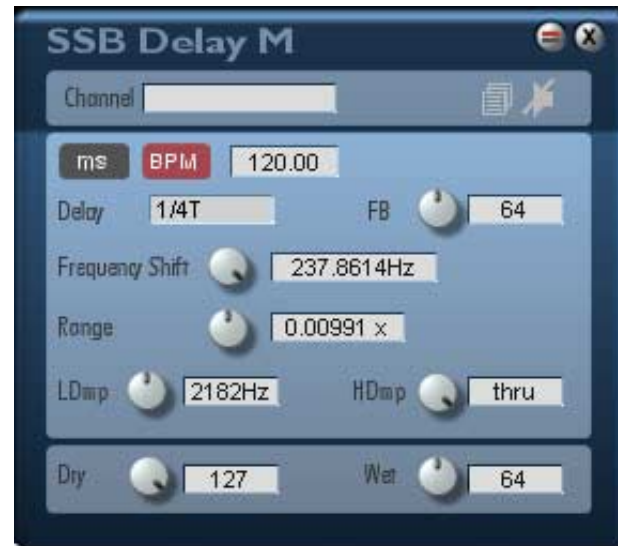 SSB Delay M
Channel
ms BPM 120.00
Delay 1/4T FB 64
Frequency Shift 237.8614Hz
Range 0.00991 x
LDmp 2182Hz HDmp thru
Dry 127 Wet 64